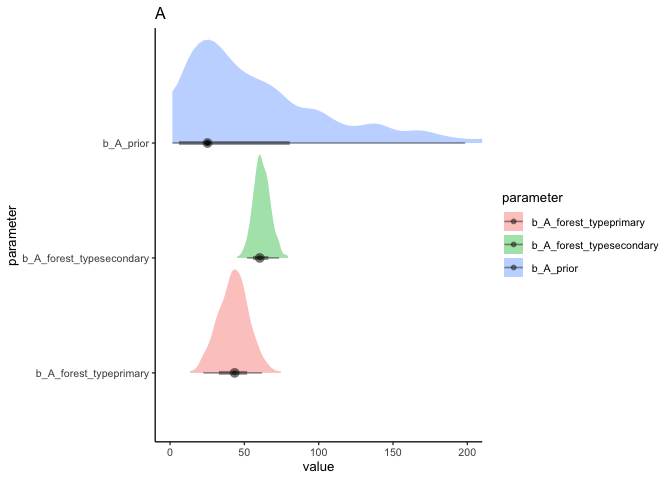 A
parameter
b_A_prior
b_A_forest_typesecondary
b_A_forest_typeprimary
0 50 100 150 200
value
parameter
b_A_forest_typeprimary
b_A_forest_typesecondary
b_A_prior